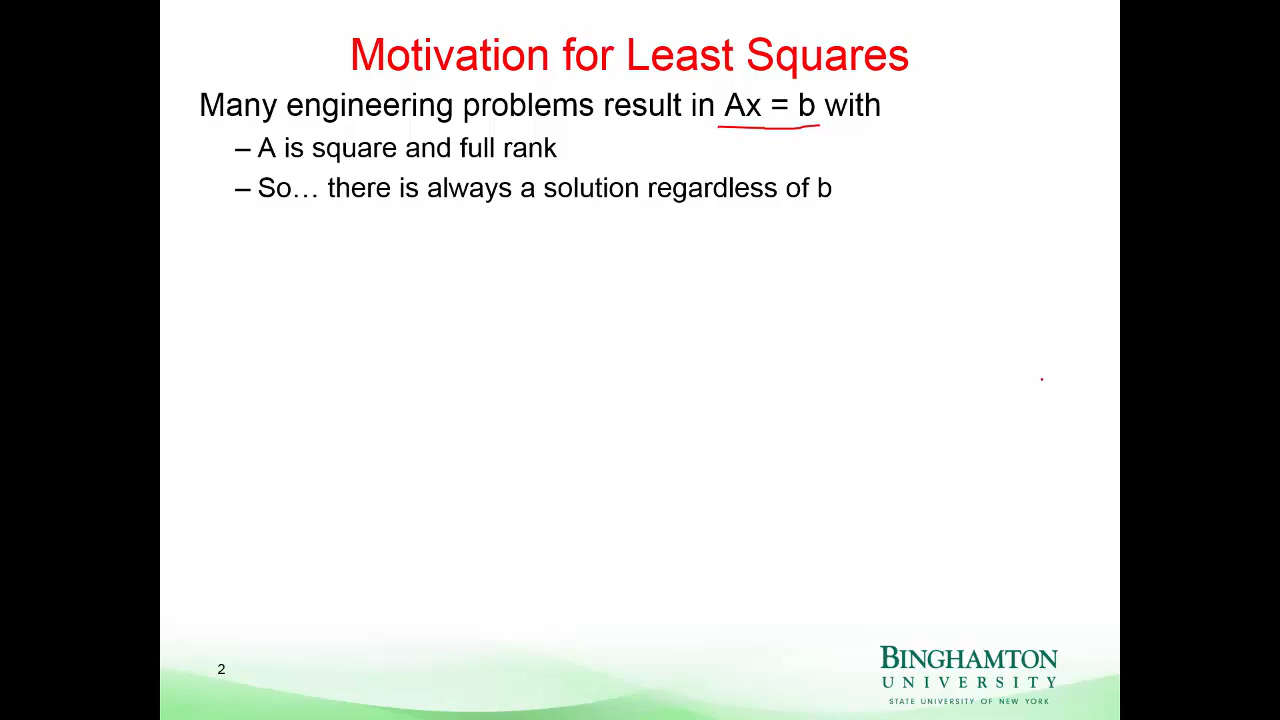 Motivation for Least Squares
Many engineering problems result in Ax = b with
– A is square and full rank
– So… there is always a solution regardless of b
2
BINGHAMTON
UNIVERSITY
STATE UNIVERSITY OF NEW YORK